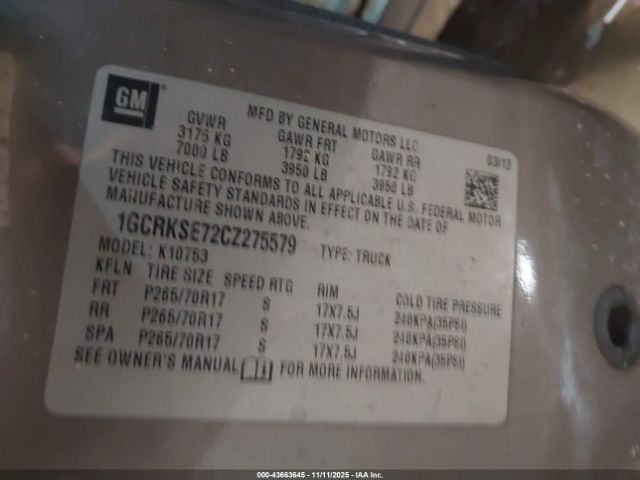 GM
MFD BY GENERAL MOTORS LLC
03/12
GVWR GAWR FRT GAWR RR
3175 KG 1792 KG 1792 KG
7000 LB 3950 LB 3950 LB
THIS VEHICLE CONFORMS TO ALL APPLICABLE U.S. FEDERAL MOTOR
VEHICLE SAFETY STANDARDS IN EFFECT ON THE DATE OF
MANUFACTURE SHOWN ABOVE.
1GCRKSE72CZ275579
MODEL: K10753 TYPE: TRUCK
KFLN TIRE SIZE SPEED RTG RIM COLD TIRE PRESSURE
FRT P265/70R17 S 17X7.5J 240KPA(35PSI)
RR P265/70R17 S 17X7.5J 240KPA(35PSI)
SPA P265/70R17 S 17X7.5J 240KPA(35PSI)
SEE OWNER'S MANUAL FOR MORE INFORMATION.
000-43663645 - 11/11/2025 - IAA Inc.